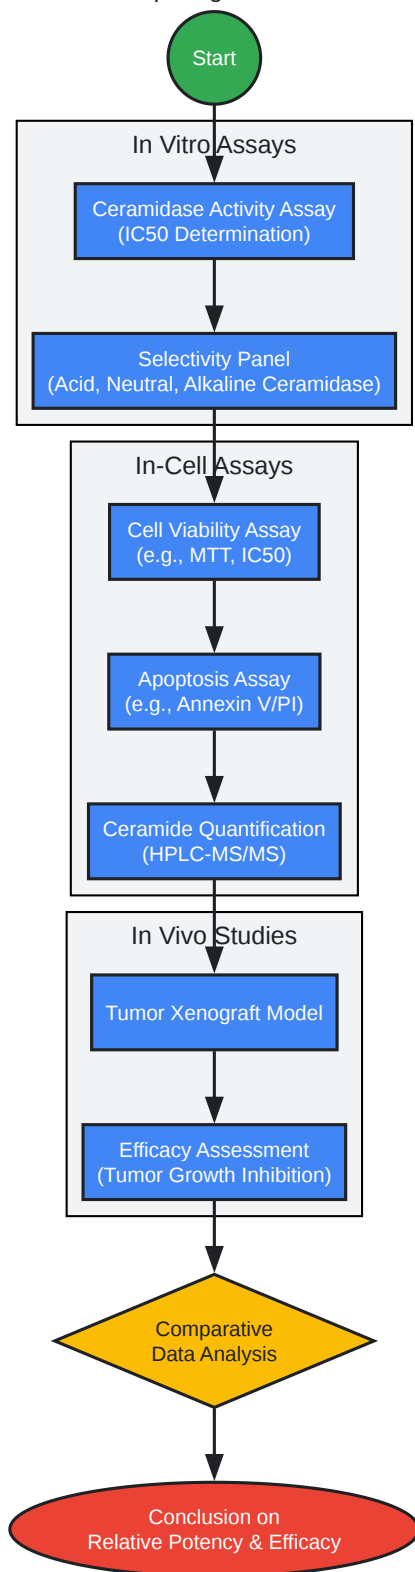 Start
In Vitro Assays
Ceramidase Activity Assay
(IC50 Determination)
Selectivity Panel
(Acid, Neutral, Alkaline Ceramidase)
In-Cell Assays
Cell Viability Assay
(e.g., MTT, IC50)
Apoptosis Assay
(e.g., Annexin V/PI)
Ceramide Quantification
(HPLC-MS/MS)
In Vivo Studies
Tumor Xenograft Model
Efficacy Assessment
(Tumor Growth Inhibition)
Comparative
Data Analysis
Conclusion on
Relative Potency & Efficacy